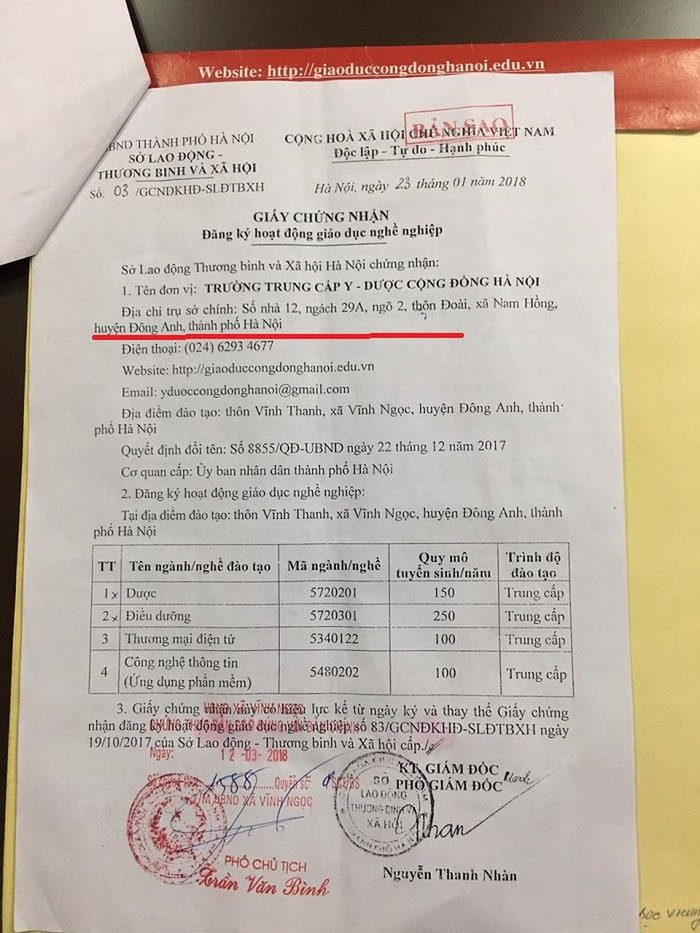 Website: http://giaoduccongdonghanoi.edu.vn
BẢN SAO
BND THÀNH PHỐ HÀ NỘI
SỞ LAO ĐỘNG -
THƯƠNG BINH VÀ XÃ HỘI
Số: 03 /GCNĐKHĐ-SLĐTBXH
CỘNG HOÀ XÃ HỘI CHỦ NGHĨA VIỆT NAM
Độc lập - Tự do - Hạnh phúc
Hà Nội, ngày 23 tháng 01 năm 2018
GIẤY CHỨNG NHẬN
Đăng ký hoạt động giáo dục nghề nghiệp
Sở Lao động Thương binh và Xã hội Hà Nội chứng nhận:
1. Tên đơn vị: TRƯỜNG TRUNG CẤP Y - DƯỢC CỘNG ĐỒNG HÀ NỘI
Địa chỉ trụ sở chính: Số nhà 12, ngách 29A, ngõ 2, thôn Đoài, xã Nam Hồng,
huyện Đông Anh, thành phố Hà Nội
Điện thoại: (024) 6293 4677
Website: http://giaoduccongdonghanoi.edu.vn
Email: yduoccongdonghanoi@gmail.com
Địa điểm đào tạo: thôn Vĩnh Thanh, xã Vĩnh Ngọc, huyện Đông Anh, thành
phố Hà Nội
Quyết định đổi tên: Số 8855/QĐ-UBND ngày 22 tháng 12 năm 2017
Cơ quan cấp: Ủy ban nhân dân thành phố Hà Nội
2. Đăng ký hoạt động giáo dục nghề nghiệp:
Tại địa điểm đào tạo: thôn Vĩnh Thanh, xã Vĩnh Ngọc, huyện Đông Anh, thành
phố Hà Nội
TT Tên ngành/nghề đào tạo Mã ngành/nghề Quy mô tuyển sinh/năm Trình độ đào tạo
1 x Dược 5720201 150 Trung cấp
2 x Điều dưỡng 5720301 250 Trung cấp
3 Thương mại điện tử 5340122 100 Trung cấp
4 Công nghệ thông tin (Ứng dụng phần mềm) 5480202 100 Trung cấp
3. Giấy chứng nhận này có hiệu lực kể từ ngày ký và thay thế Giấy chứng
nhận đăng ký hoạt động giáo dục nghề nghiệp số 83/GCNĐKHĐ-SLĐTBXH ngày
19/10/2017 của Sở Lao động - Thương binh và Xã hội cấp./.
Ngày: 12-03-2018
Quyển số
T/M UBND XÃ VĨNH NGỌC
PHÓ CHỦ TỊCH
Trần Văn Bình
KT. GIÁM ĐỐC
PHÓ GIÁM ĐỐC
SỞ
LAO ĐỘNG
THƯƠNG BINH VÀ
XÃ HỘI
Nguyễn Thanh Nhàn